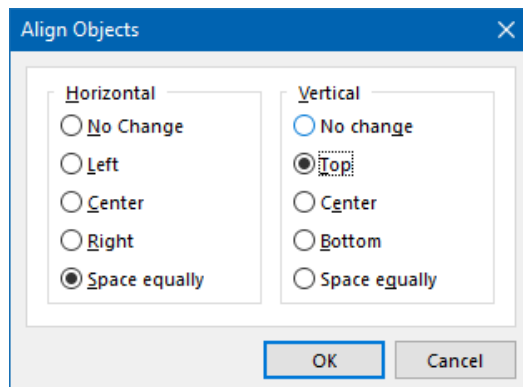 Align Objects
Horizontal
No Change
Left
Center
Right
Space equally
Vertical
No change
Top
Center
Bottom
Space equally
OK
Cancel